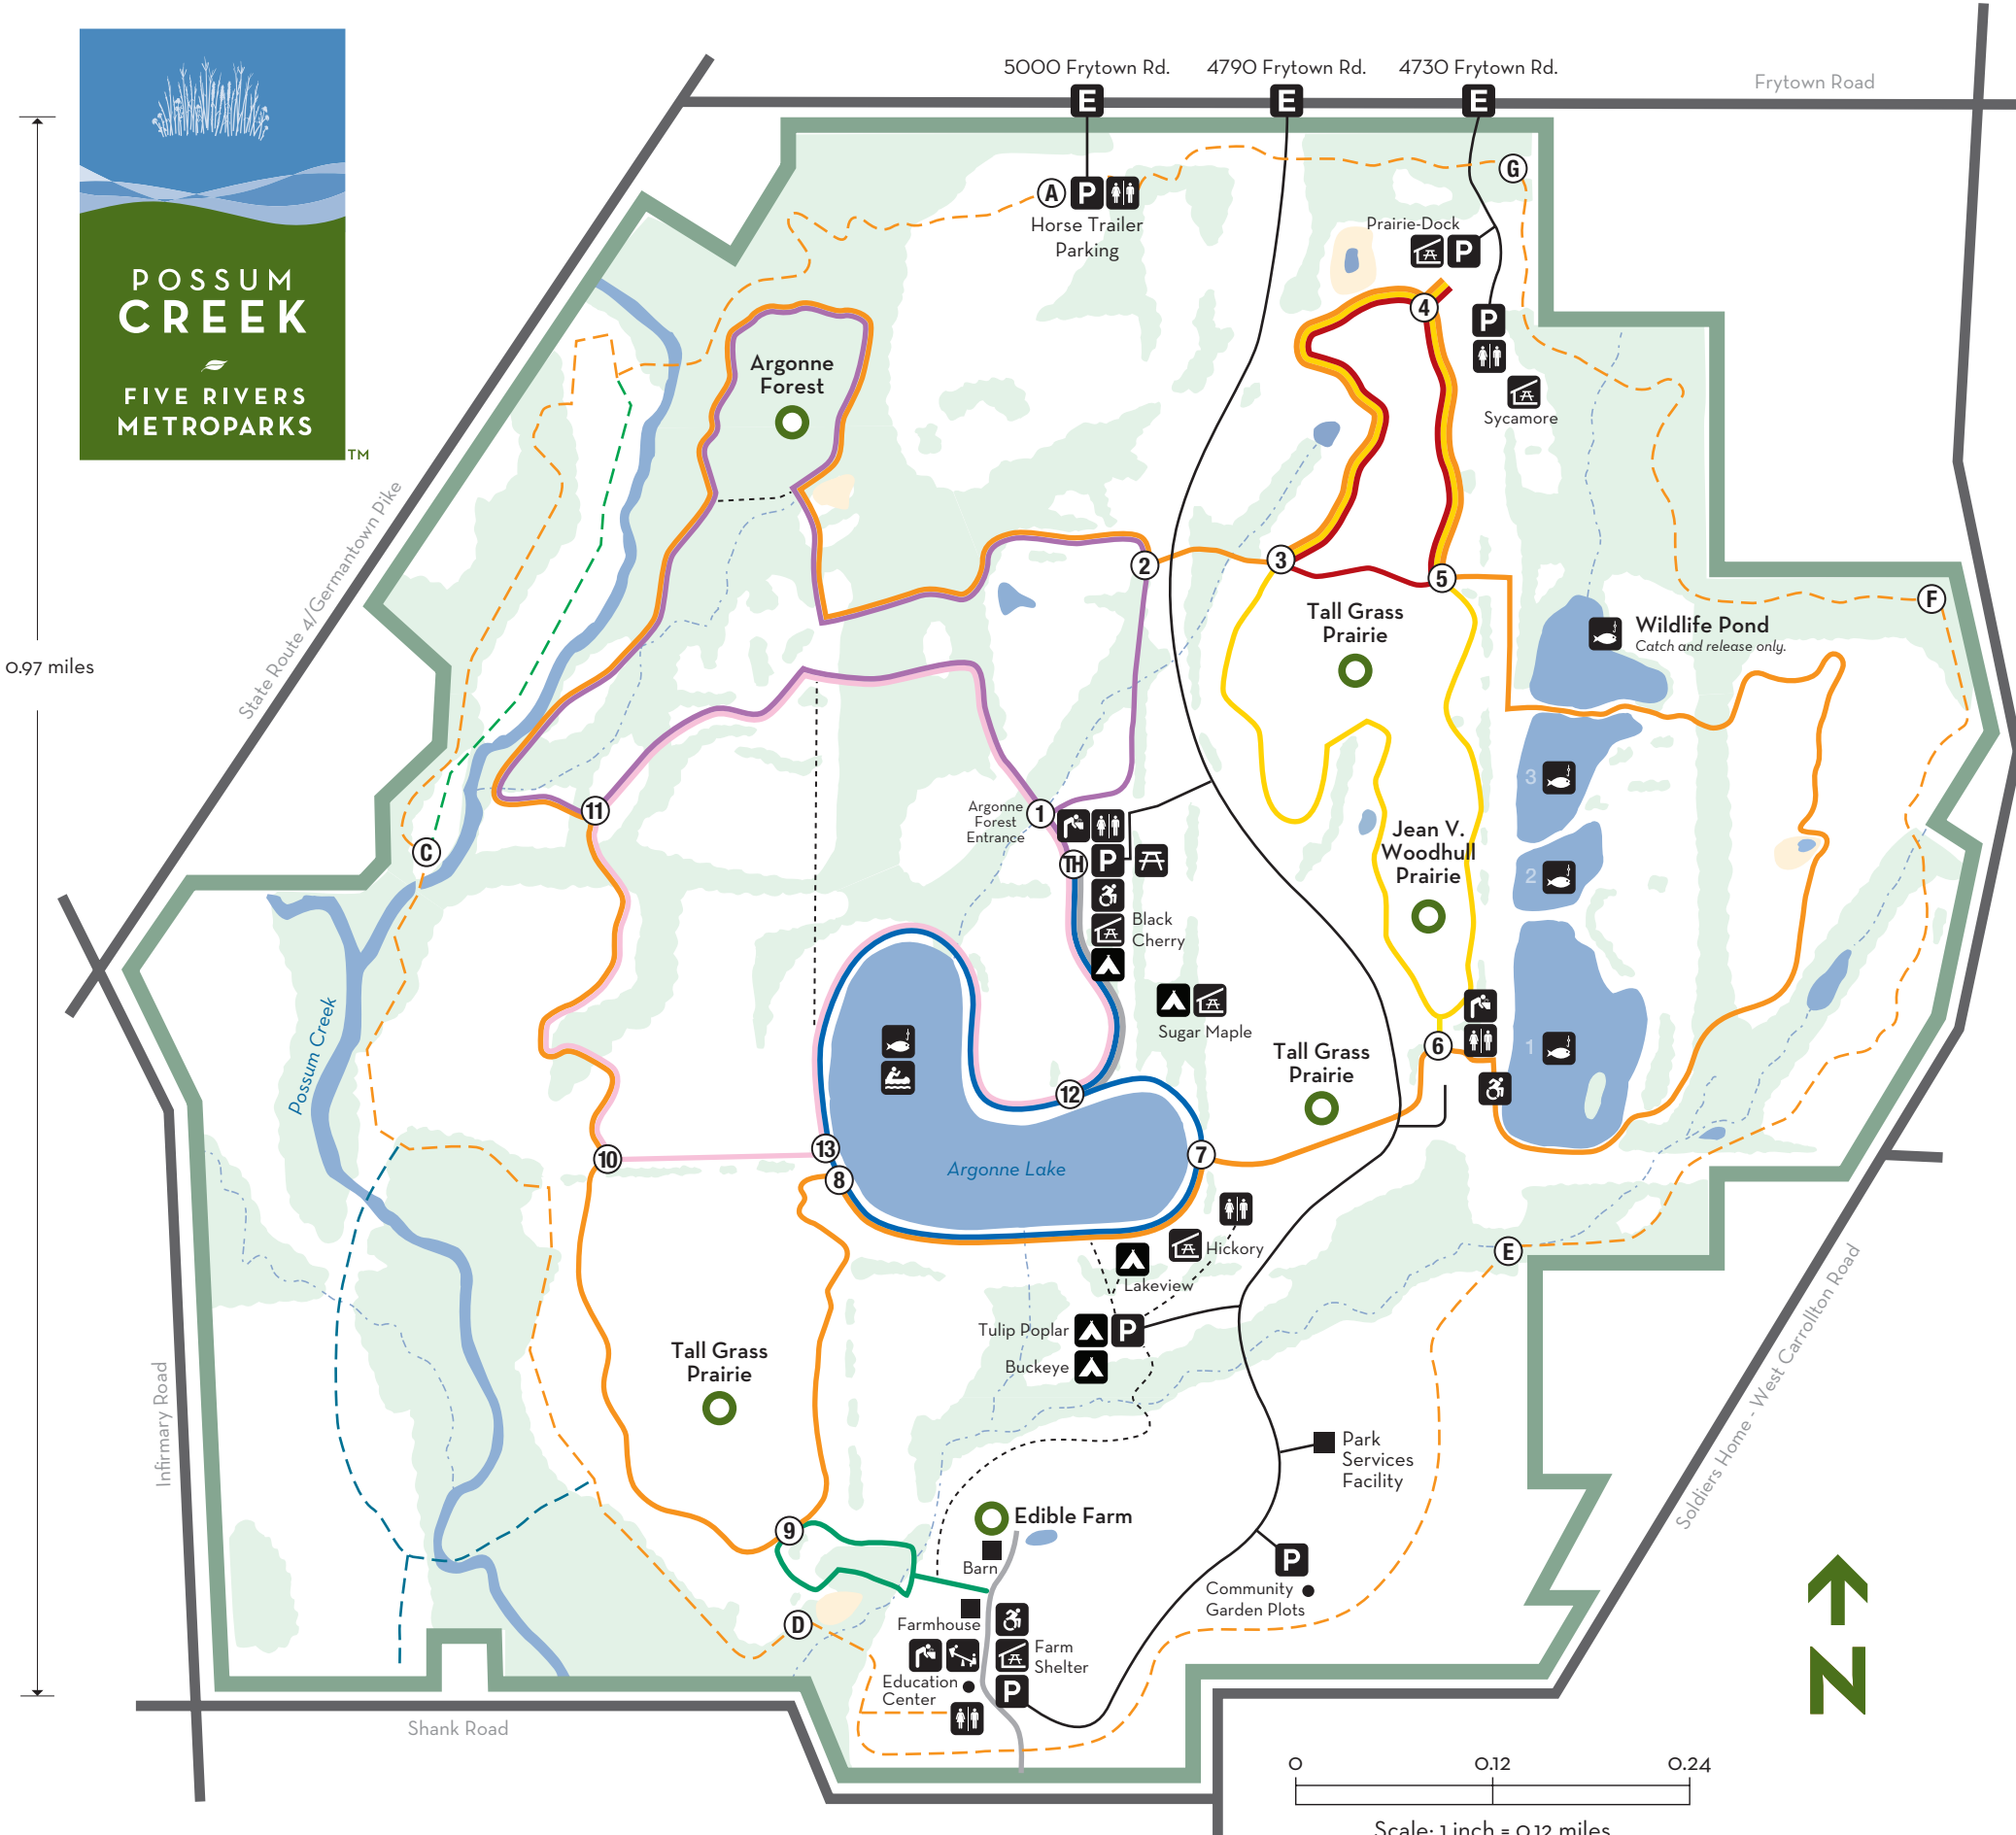 5000 Frytown Rd.
4790 Frytown Rd.
4730 Frytown Rd.
Frytown Road
E
E
E
POSSUM
CREEK
FIVE RIVERS
METROPARKS
TM
0.97 miles
State Route 4/Germantown Pike
A
P
Horse Trailer
Parking
G
Prairie-Dock
P
4
P
Sycamore
Argonne
Forest
2
3
5
Tall Grass
Prairie
F
Wildlife Pond
Catch and release only.
3
2
1
11
C
Argonne
Forest
Entrance
1
TH
P
Black
Cherry
Sugar Maple
Jean V.
Woodhull
Prairie
Tall Grass
Prairie
6
Possum Creek
12
13
10
8
7
Argonne Lake
Hickory
Lakeview
E
Tulip Poplar
P
Buckeye
Tall Grass
Prairie
Infirmary Road
Soldiers Home - West Carrollton Road
Park
Services
Facility
9
Edible Farm
Barn
P
Community
Garden Plots
D
Farmhouse
Farm
Shelter
Education
Center
P
Shank Road
N
0
0.12
0.24
Scale: 1 inch = 0.12 miles